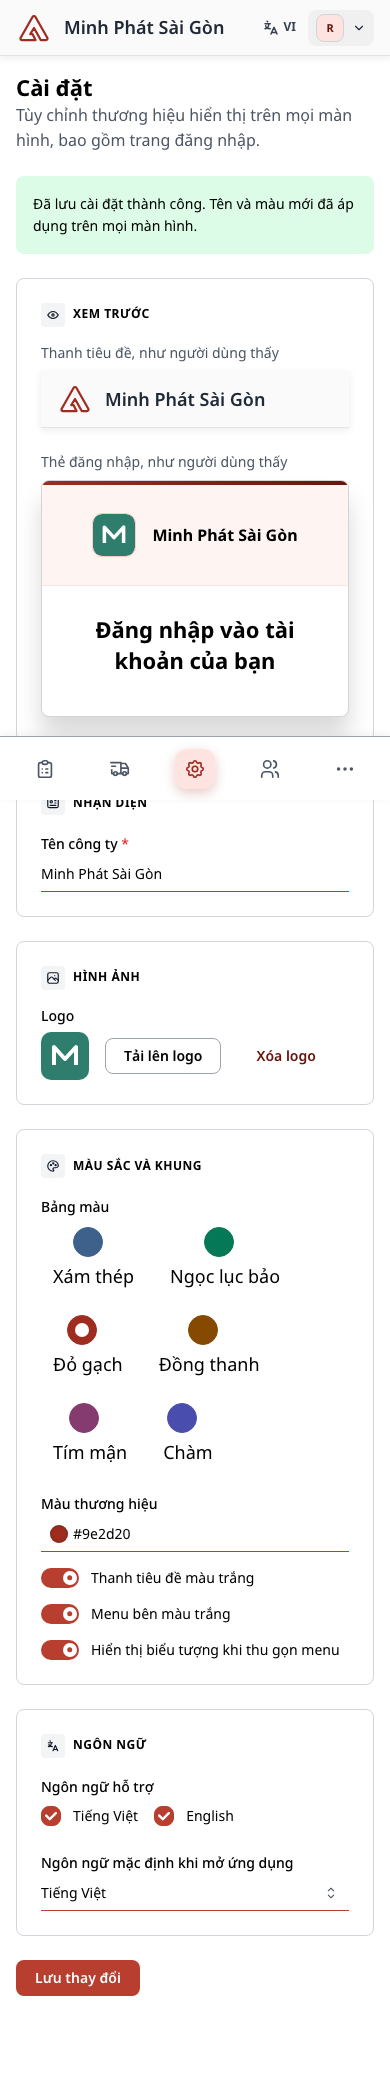 Minh Phát Sài Gòn
VI
R
Cài đặt
Tùy chỉnh thương hiệu hiển thị trên mọi màn
hình, bao gồm trang đăng nhập.
Đã lưu cài đặt thành công. Tên và màu mới đã áp
dụng trên mọi màn hình.
XEM TRƯỚC
Thanh tiêu đề, như người dùng thấy
Minh Phát Sài Gòn
Thẻ đăng nhập, như người dùng thấy
Minh Phát Sài Gòn
Đăng nhập vào tài
khoản của bạn
NHẬN DIỆN
Tên công ty *
Minh Phát Sài Gòn
HÌNH ẢNH
Logo
Tải lên logo
Xóa logo
MÀU SẮC VÀ KHUNG
Bảng màu
Xám thép
Ngọc lục bảo
Đỏ gạch
Đồng thanh
Tím mận
Chàm
Màu thương hiệu
#9e2d20
Thanh tiêu đề màu trắng
Menu bên màu trắng
Hiển thị biểu tượng khi thu gọn menu
NGÔN NGỮ
Ngôn ngữ hỗ trợ
Tiếng Việt
English
Ngôn ngữ mặc định khi mở ứng dụng
Tiếng Việt
Lưu thay đổi